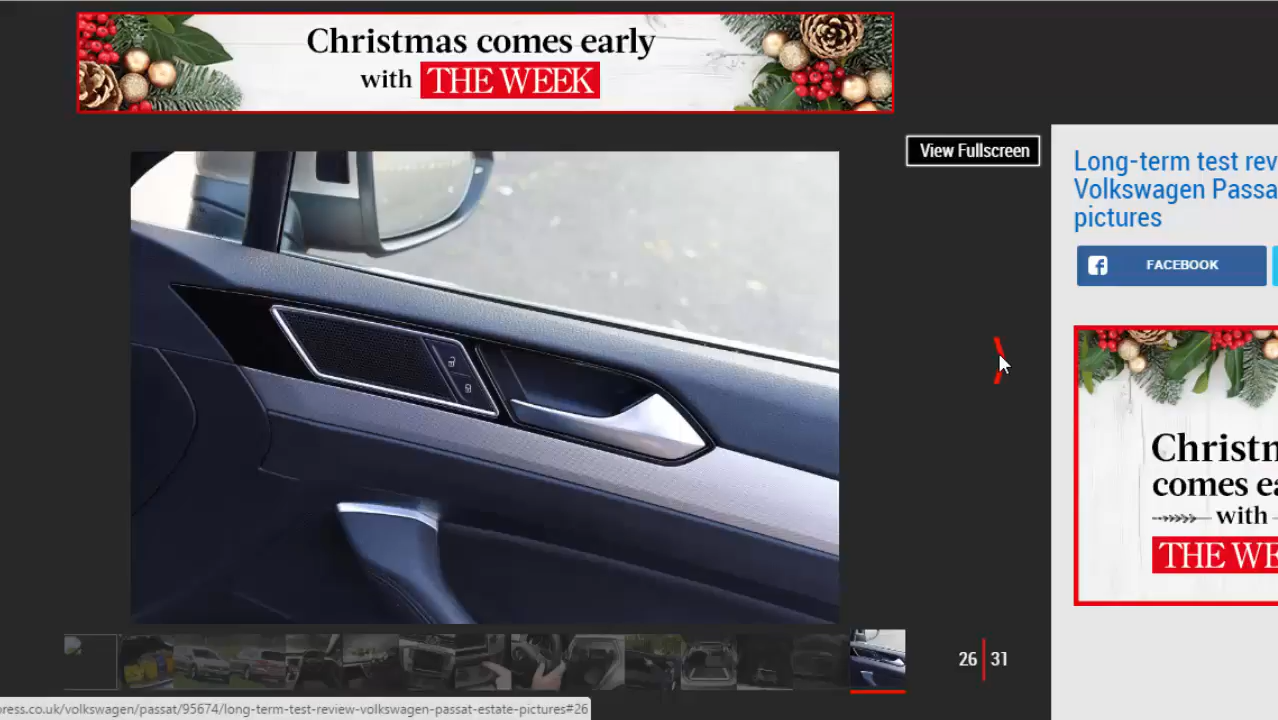 Christmas comes early
with THE WEEK
View Fullscreen
Long-term test rev
Volkswagen Passa
pictures
FACEBOOK
Christm
comes ea
with
THE WE
26 31
press.co.uk/volkswagen/passat/95674/long-term-test-review-volkswagen-passat-estate-pictures#26